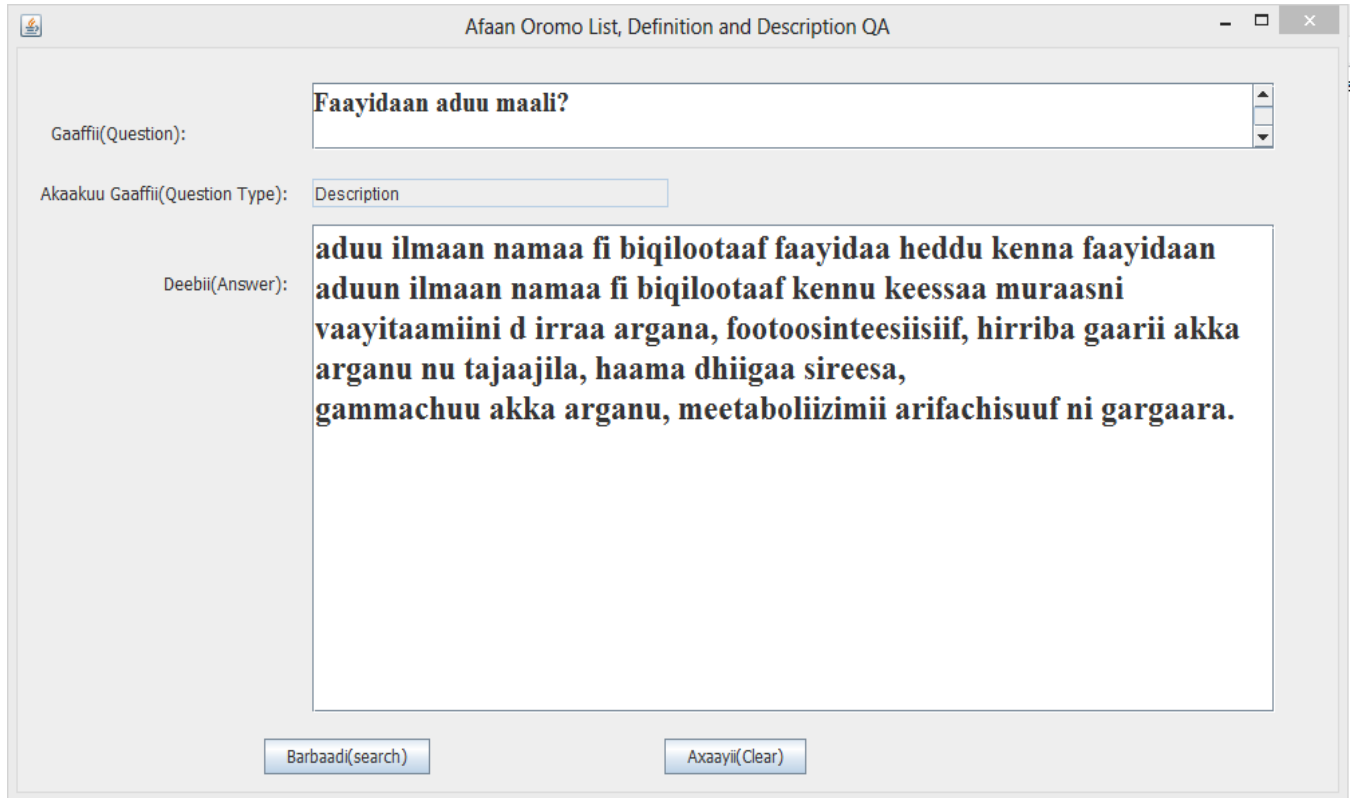 Afaan Oromo List, Definition and Description QA
Faayidaan aduu maali?
Gaaffii(Question):
Akaakuu Gaaffii(Question Type):
Description
Deebii(Answer):
aduu ilmaan namaa fi biqilootaaf faayidaa heddu kenna faayidaan
aduun ilmaan namaa fi biqilootaaf kennu keessaa muraasni
vaayitaamiini d irraa argana, footoosinteesiisiif, hirriba gaarii akka
arganu nu tajaajila, haama dhiigaa sireesa,
gammachuu akka arganu, meetaboliizimii arifachisuuf ni gargaara.
Barbaadi(search)
Axaayii(Clear)